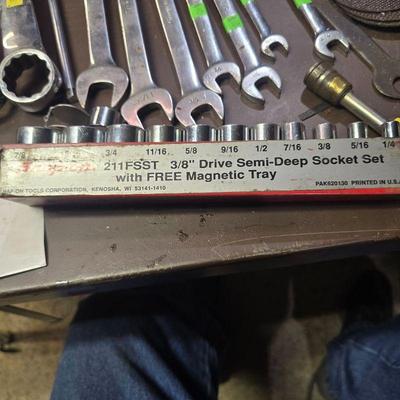 7/8 3/4 11/16 5/8 9/16 1/2 7/16 3/8 5/16 1/4
211FSST 3/8" Drive Semi-Deep Socket Set
with FREE Magnetic Tray
SNAP-ON TOOLS CORPORATION, KENOSHA, WI 53141-1410
PAK620130 PRINTED IN U.S.A.